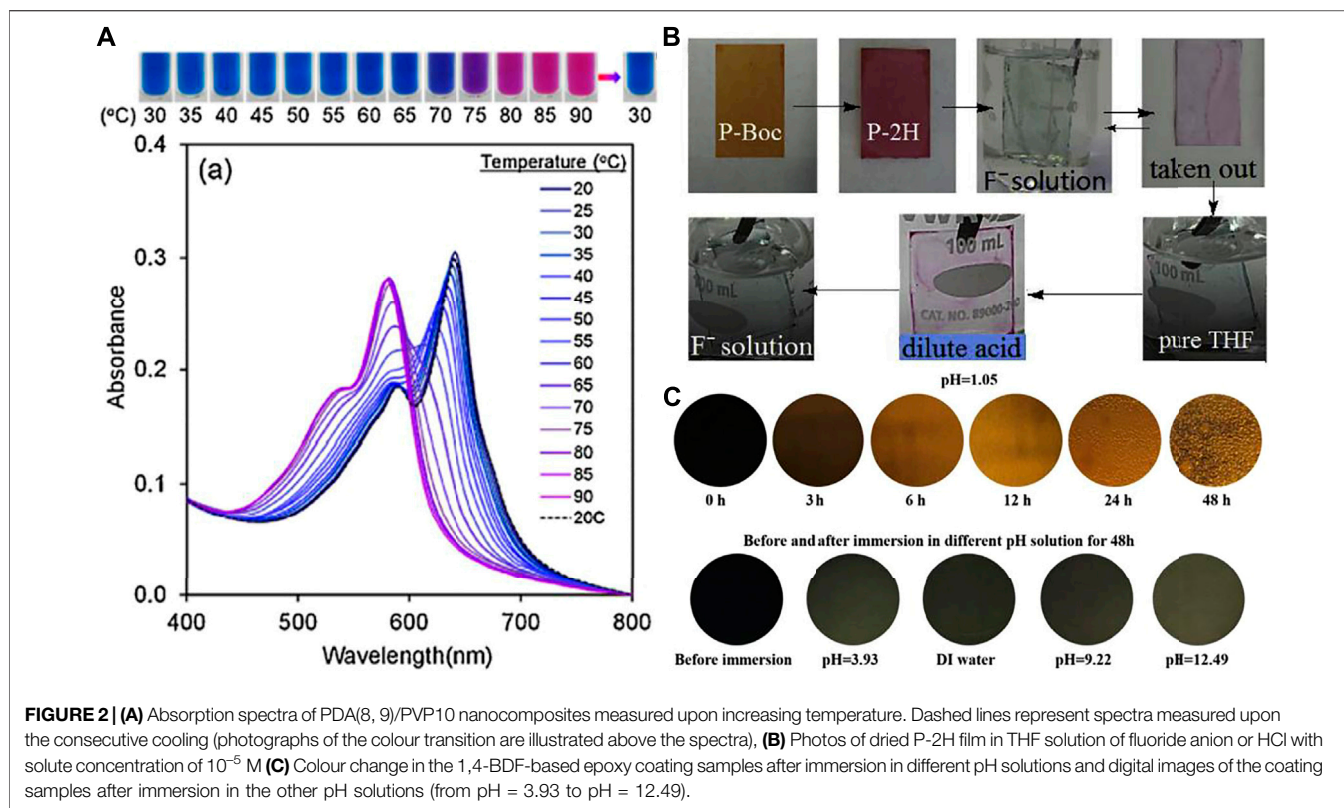 A
30 35 40 45 50 55 60 65 70 75 80 85 90 30
(ºC)
(a)
Temperature (ºC)
20
25
30
35
40
45
50
55
60
65
70
75
80
85
90
20C
0.4
0.3
0.2
0.1
0.0
Absorbance
400 500 600 700 800
Wavelength(nm)
B
P-Boc
P-2H
F⁻ solution
taken out
100 mL
100 mL
100 mL
CAT. NO. 89000-260
F⁻ solution
dilute acid
pure THF
C
pH=1.05
0 h 3 h 6 h 12 h 24 h 48 h
Before and after immersion in different pH solution for 48h
Before immersion pH=3.93 DI water pH=9.22 pH=12.49
FIGURE 2 | (A) Absorption spectra of PDA(8, 9)/PVP10 nanocomposites measured upon increasing temperature. Dashed lines represent spectra measured upon
the consecutive cooling (photographs of the colour transition are illustrated above the spectra), (B) Photos of dried P-2H film in THF solution of fluoride anion or HCl with
solute concentration of 10⁻⁵ M (C) Colour change in the 1,4-BDF-based epoxy coating samples after immersion in different pH solutions and digital images of the coating
samples after immersion in the other pH solutions (from pH = 3.93 to pH = 12.49).